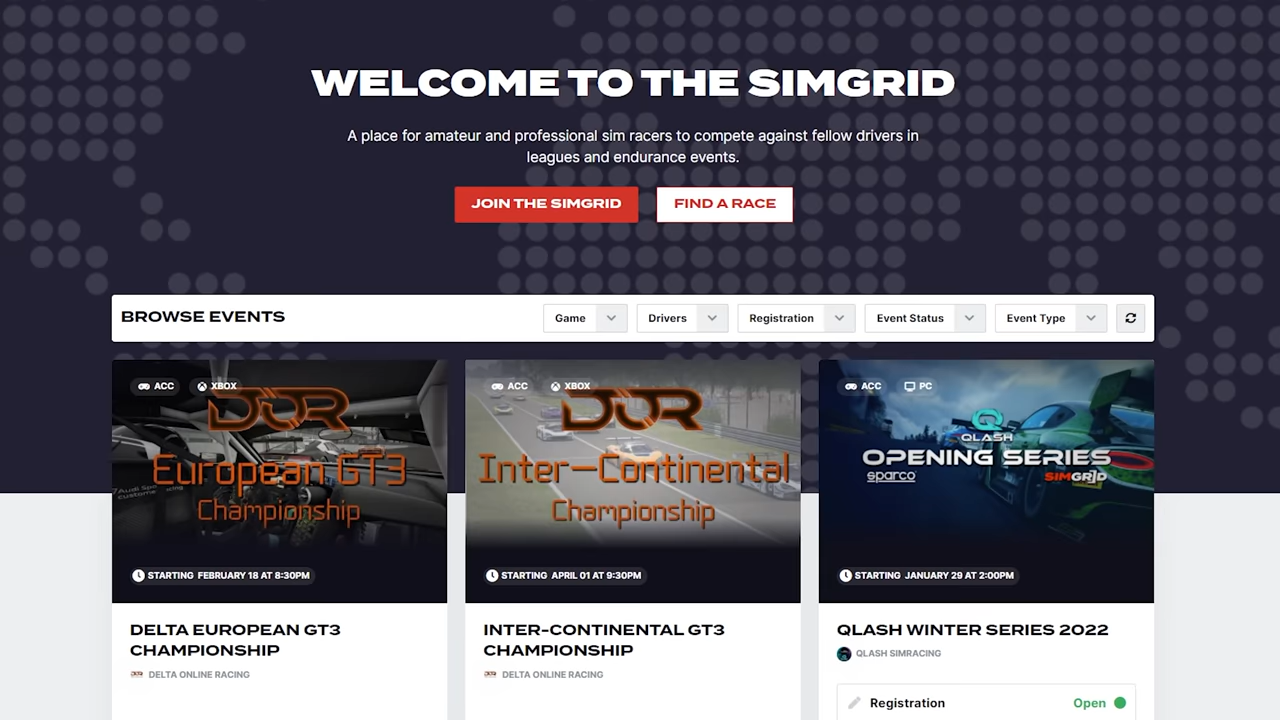 WELCOME TO THE SIMGRID
A place for amateur and professional sim racers to compete against fellow drivers in
leagues and endurance events.
JOIN THE SIMGRID
FIND A RACE
BROWSE EVENTS
Game
Drivers
Registration
Event Status
Event Type
ACC
XBOX
DOR
European GT3
Championship
STARTING FEBRUARY 18 AT 8:30PM
DELTA EUROPEAN GT3
CHAMPIONSHIP
DELTA ONLINE RACING
ACC
XBOX
DOR
Inter-Continental
Championship
STARTING APRIL 01 AT 9:30PM
INTER-CONTINENTAL GT3
CHAMPIONSHIP
DELTA ONLINE RACING
ACC
PC
QLASH
OPENING SERIES
sparco
SIMGRID
STARTING JANUARY 29 AT 2:00PM
QLASH WINTER SERIES 2022
QLASH SIMRACING
Registration
Open